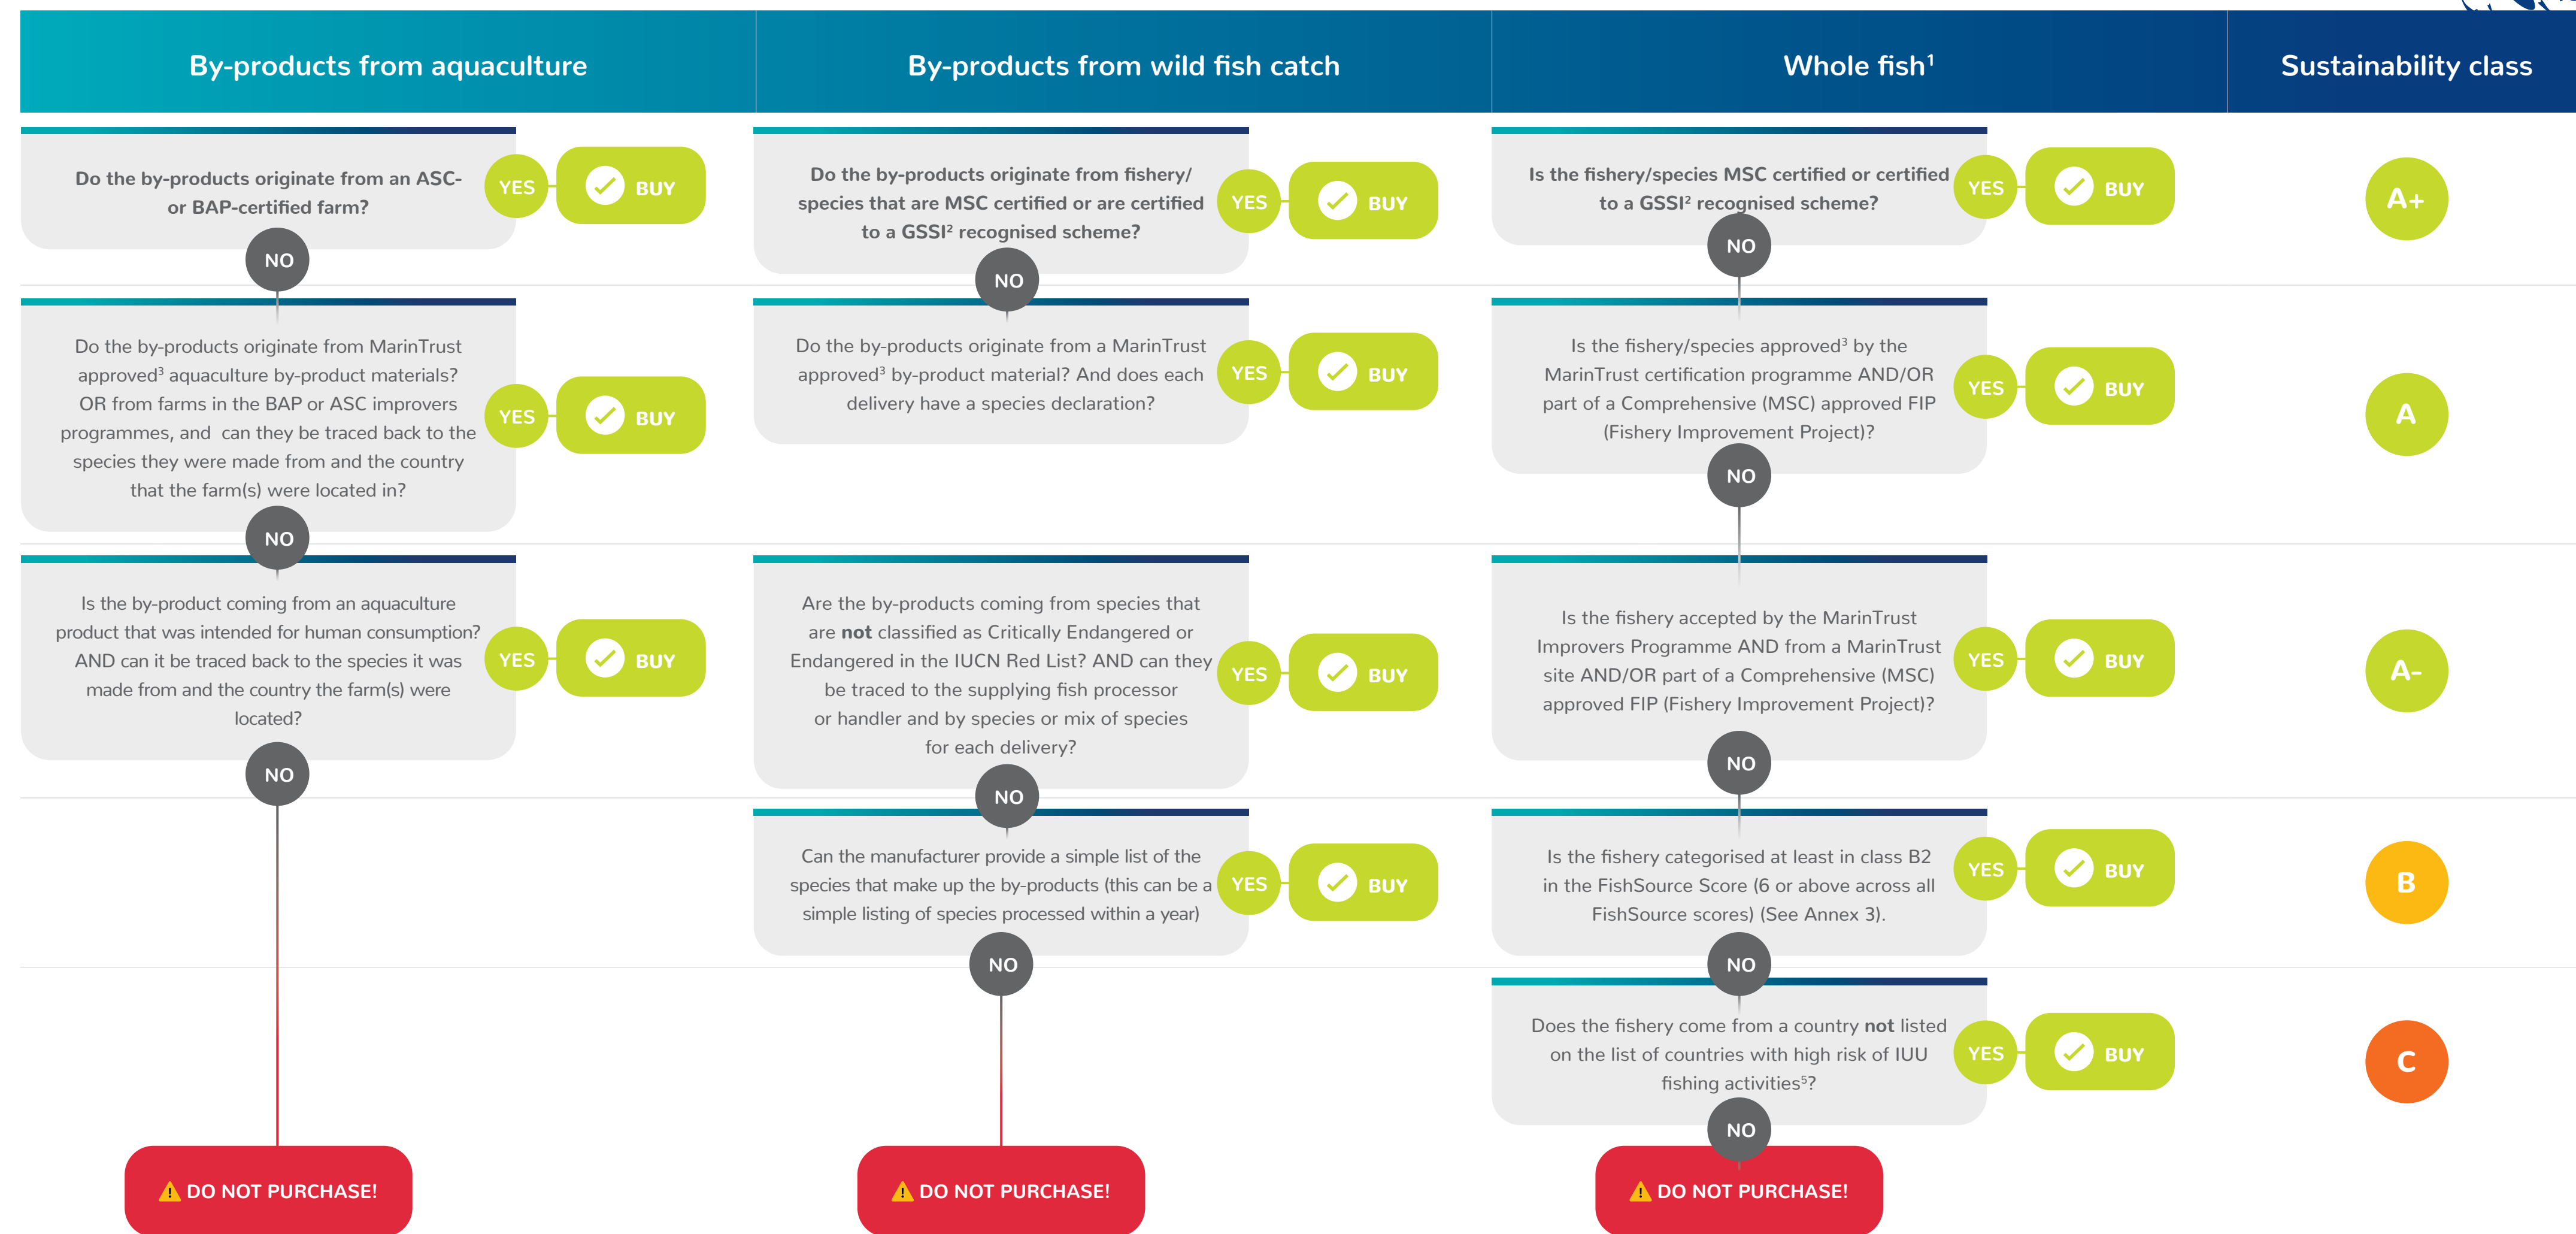 By-products from aquaculture
By-products from wild fish catch
Whole fish¹
Sustainability class
Do the by-products originate from an ASC-
or BAP-certified farm?
YES
BUY
NO
Do the by-products originate from fishery/
species that are MSC certified or are certified
to a GSSI² recognised scheme?
YES
BUY
NO
Is the fishery/species MSC certified or certified
to a GSSI² recognised scheme?
YES
BUY
NO
A+
Do the by-products originate from MarinTrust
approved³ aquaculture by-product materials?
OR from farms in the BAP or ASC improvers
programmes, and can they be traced back to the
species they were made from and the country
that the farm(s) were located in?
YES
BUY
NO
Do the by-products originate from a MarinTrust
approved³ by-product material? And does each
delivery have a species declaration?
YES
BUY
Is the fishery/species approved³ by the
MarinTrust certification programme AND/OR
part of a Comprehensive (MSC) approved FIP
(Fishery Improvement Project)?
YES
BUY
NO
A
Is the by-product coming from an aquaculture
product that was intended for human consumption?
AND can it be traced back to the species it was
made from and the country the farm(s) were
located?
YES
BUY
NO
Are the by-products coming from species that
are not classified as Critically Endangered or
Endangered in the IUCN Red List? AND can they
be traced to the supplying fish processor
or handler and by species or mix of species
for each delivery?
YES
BUY
NO
Is the fishery accepted by the MarinTrust
Improvers Programme AND from a MarinTrust
site AND/OR part of a Comprehensive (MSC)
approved FIP (Fishery Improvement Project)?
YES
BUY
NO
A-
Can the manufacturer provide a simple list of the
species that make up the by-products (this can be a
simple listing of species processed within a year)
YES
BUY
NO
Is the fishery categorised at least in class B2
in the FishSource Score (6 or above across all
FishSource scores) (See Annex 3).
YES
BUY
NO
B
Does the fishery come from a country not listed
on the list of countries with high risk of IUU
fishing activities⁵?
YES
BUY
NO
C
DO NOT PURCHASE!
DO NOT PURCHASE!
DO NOT PURCHASE!